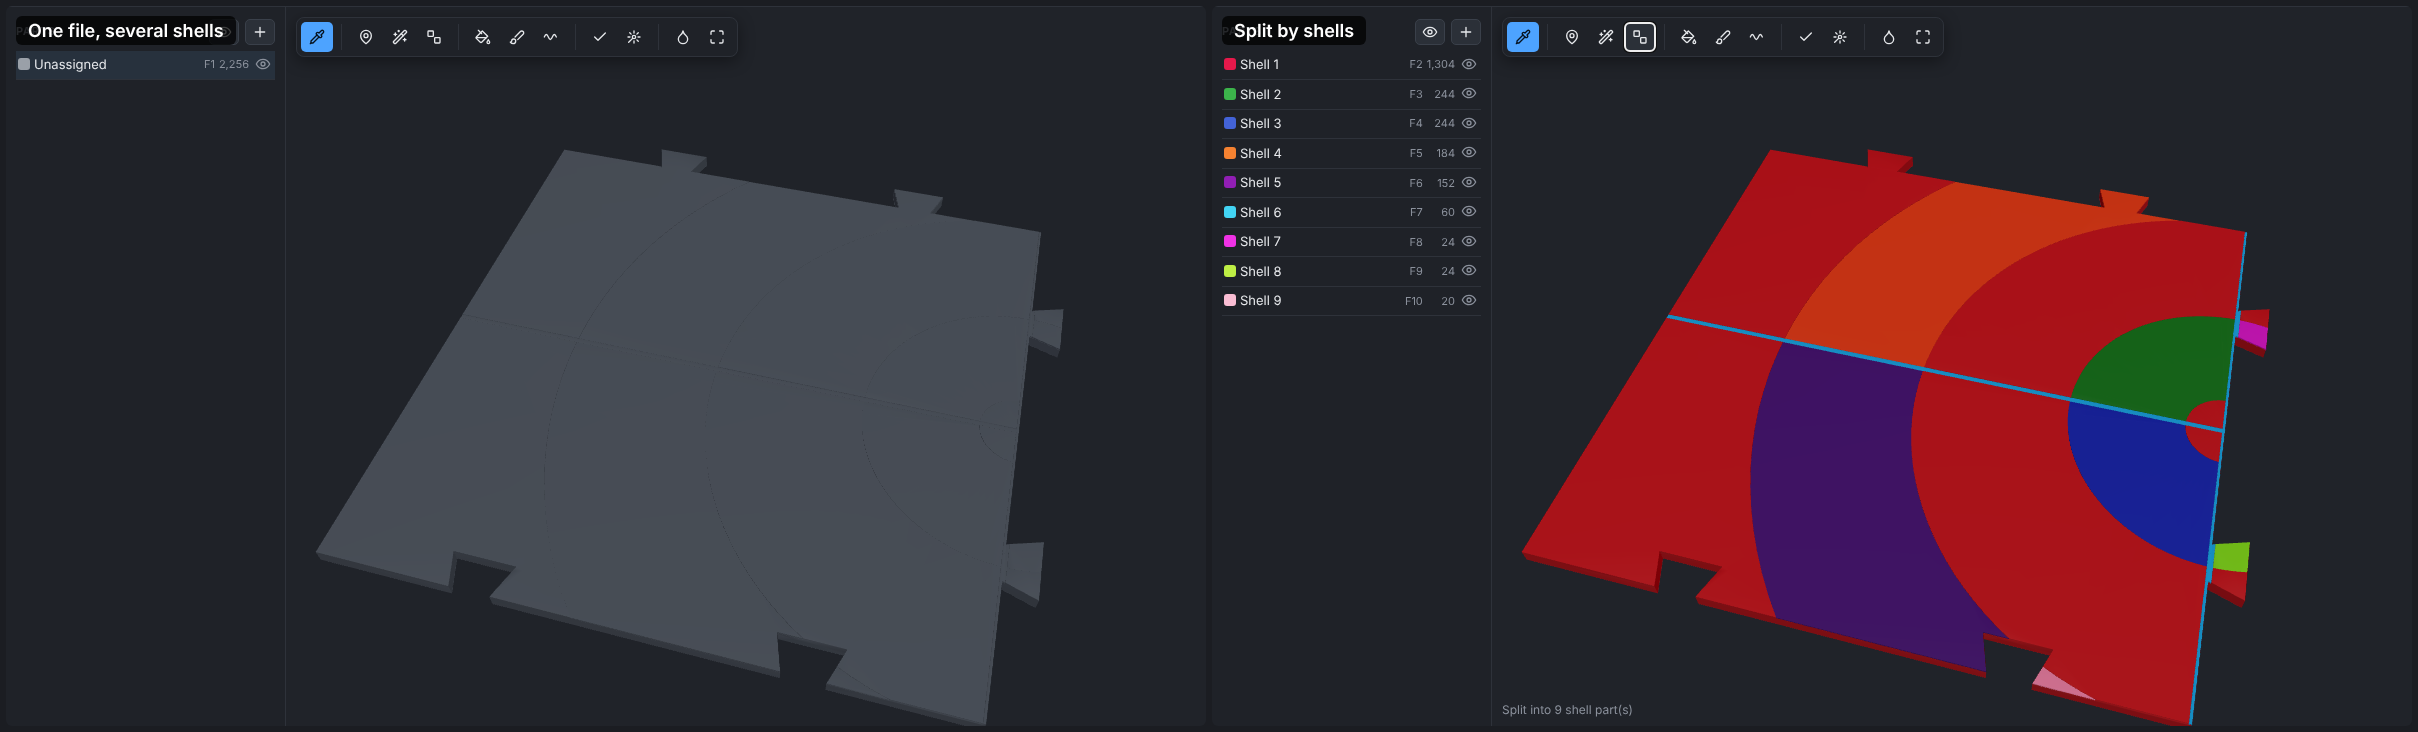 One file, several shells
Unassigned F1 2,256
Split by shells
Shell 1 F2 1,304
Shell 2 F3 244
Shell 3 F4 244
Shell 4 F5 184
Shell 5 F6 152
Shell 6 F7 60
Shell 7 F8 24
Shell 8 F9 24
Shell 9 F10 20
Split into 9 shell part(s)